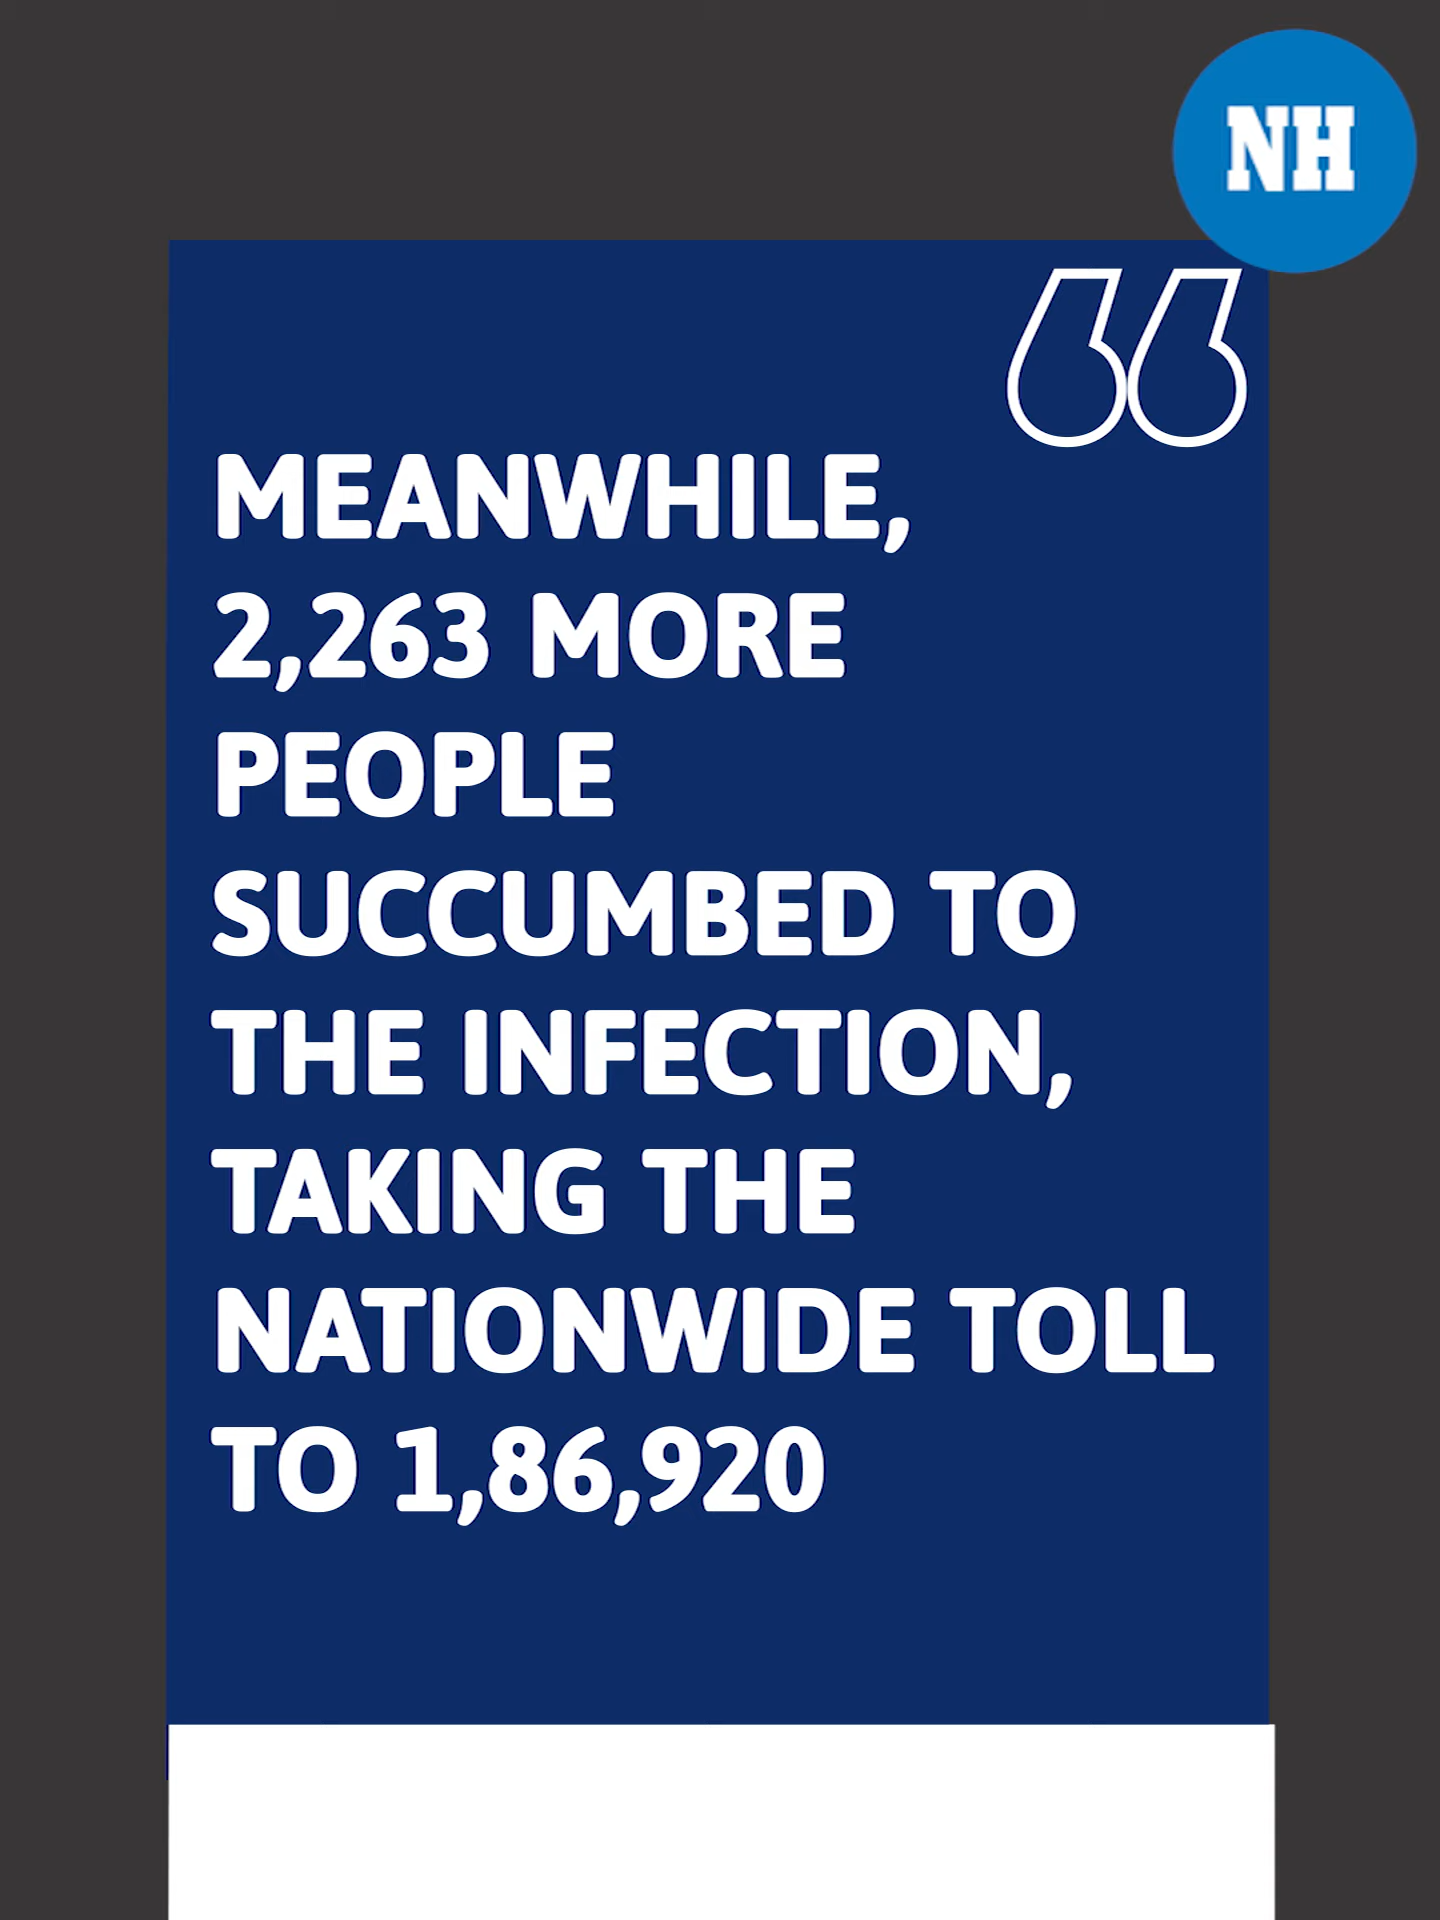 NH
MEANWHILE,
2,263 MORE
PEOPLE
SUCCUMBED TO
THE INFECTION,
TAKING THE
NATIONWIDE TOLL
TO 1,86,920